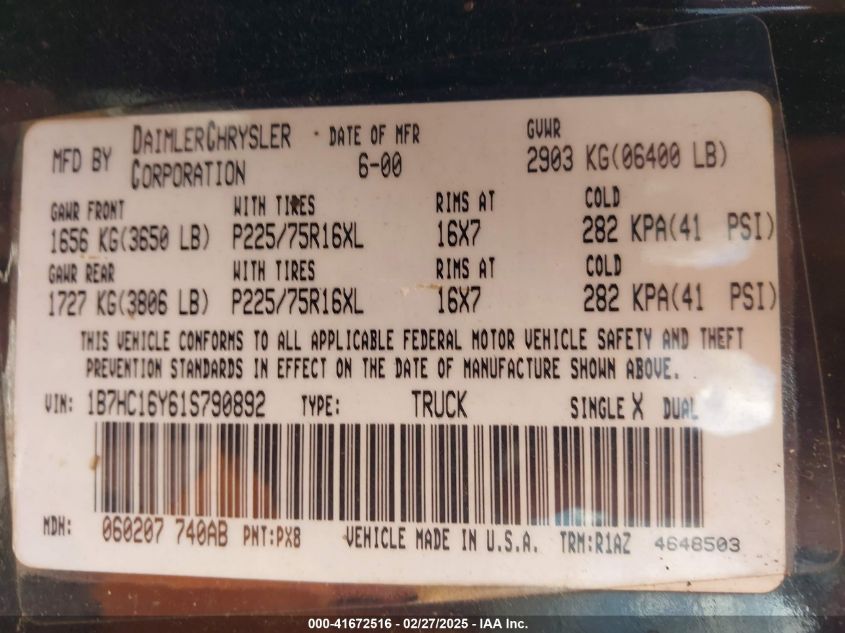 MFD BY DAIMLERCHRYSLER CORPORATION DATE OF MFR 6-00 GVWR 2903 KG(06400 LB)
GAWR FRONT WITH TIRES RIMS AT COLD
1656 KG(3650 LB) P225/75R16XL 16X7 282 KPA(41 PSI)
GAWR REAR WITH TIRES RIMS AT COLD
1727 KG(3806 LB) P225/75R16XL 16X7 282 KPA(41 PSI)
THIS VEHICLE CONFORMS TO ALL APPLICABLE FEDERAL MOTOR VEHICLE SAFETY AND THEFT
PREVENTION STANDARDS IN EFFECT ON THE DATE OF MANUFACTURE SHOWN ABOVE.
VIN: 1B7HC16Y61S790892 TYPE: TRUCK SINGLE X DUAL
MDH: 060207 740AB PNT:PX8 VEHICLE MADE IN U.S.A. TRM:R1AZ 4648503
000-41672516 - 02/27/2025 - IAA Inc.